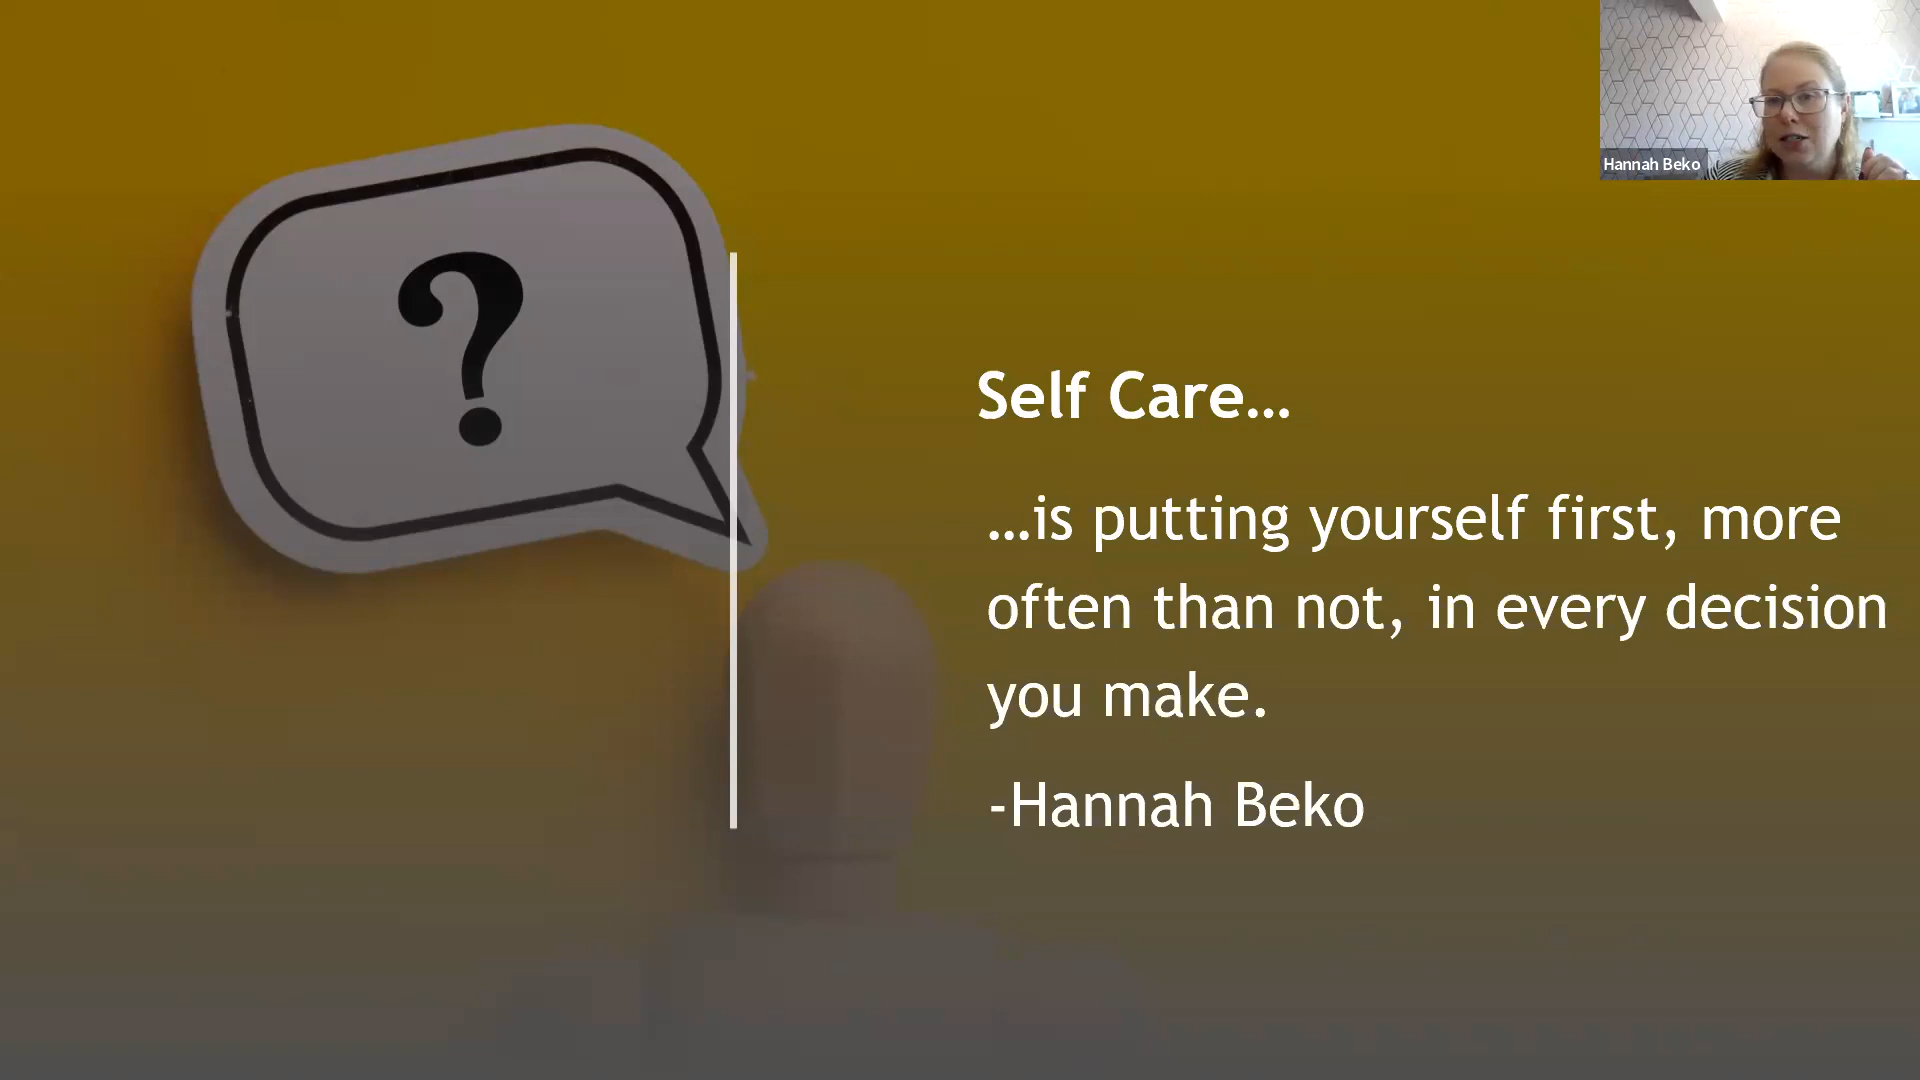 Hannah Beko
?
Self Care…
…is putting yourself first, more
often than not, in every decision
you make.
-Hannah Beko